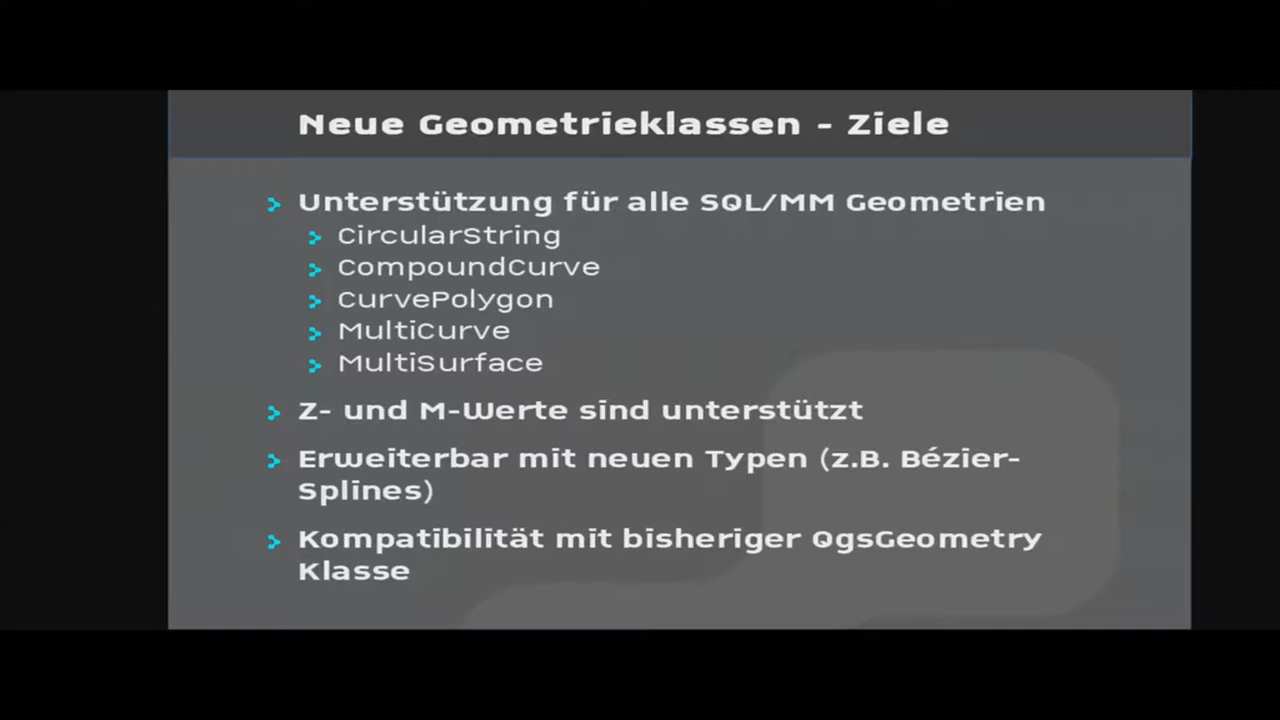 Neue Geometrieklassen - Ziele
Unterstützung für alle SQL/MM Geometrien
CircularString
CompoundCurve
CurvePolygon
MultiCurve
MultiSurface
Z- und M-Werte sind unterstützt
Erweiterbar mit neuen Typen (z.B. Bézier-
Splines)
Kompatibilität mit bisheriger QgsGeometry
Klasse